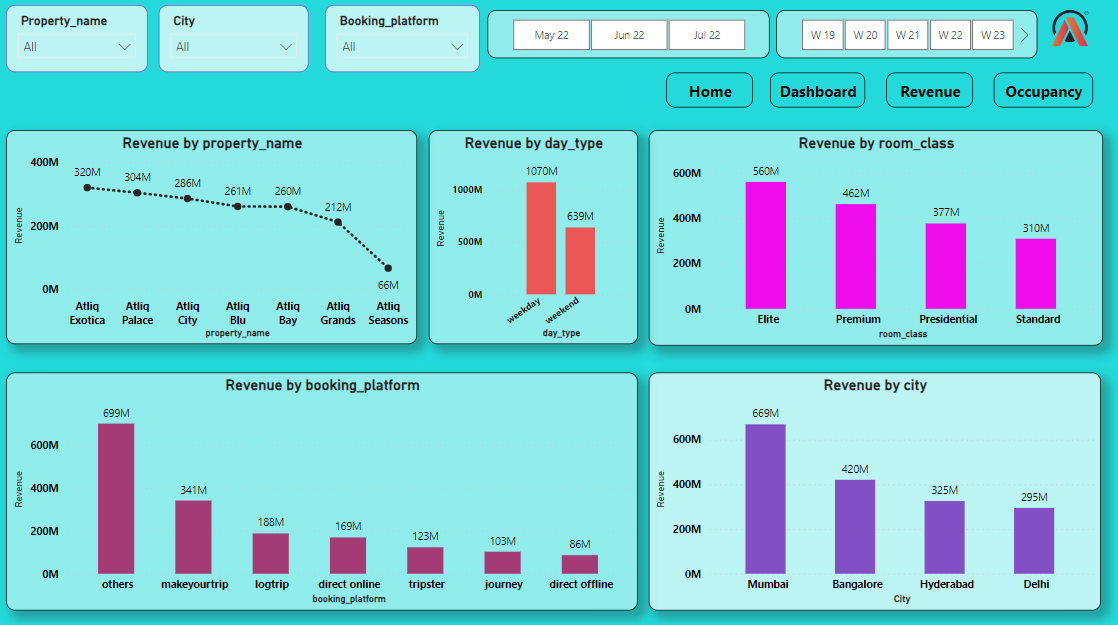 Property_name
All
City
All
Booking_platform
All
May 22
Jun 22
Jul 22
W 19
W 20
W 21
W 22
W 23
Home
Dashboard
Revenue
Occupancy
Revenue by property_name
Revenue
400M
200M
0M
320M
304M
286M
261M
260M
212M
66M
Atliq
Exotica
Atliq
Palace
Atliq
City
Atliq
Blu
Atliq
Bay
Atliq
Grands
Atliq
Seasons
property_name
Revenue by day_type
Revenue
1000M
500M
0M
1070M
639M
weekday
weekend
day_type
Revenue by room_class
Revenue
600M
400M
200M
0M
560M
462M
377M
310M
Elite
Premium
Presidential
Standard
room_class
Revenue by booking_platform
Revenue
600M
400M
200M
0M
699M
341M
188M
169M
123M
103M
86M
others
makeyourtrip
logtrip
direct online
tripster
journey
direct offline
booking_platform
Revenue by city
Revenue
600M
400M
200M
0M
669M
420M
325M
295M
Mumbai
Bangalore
Hyderabad
Delhi
City